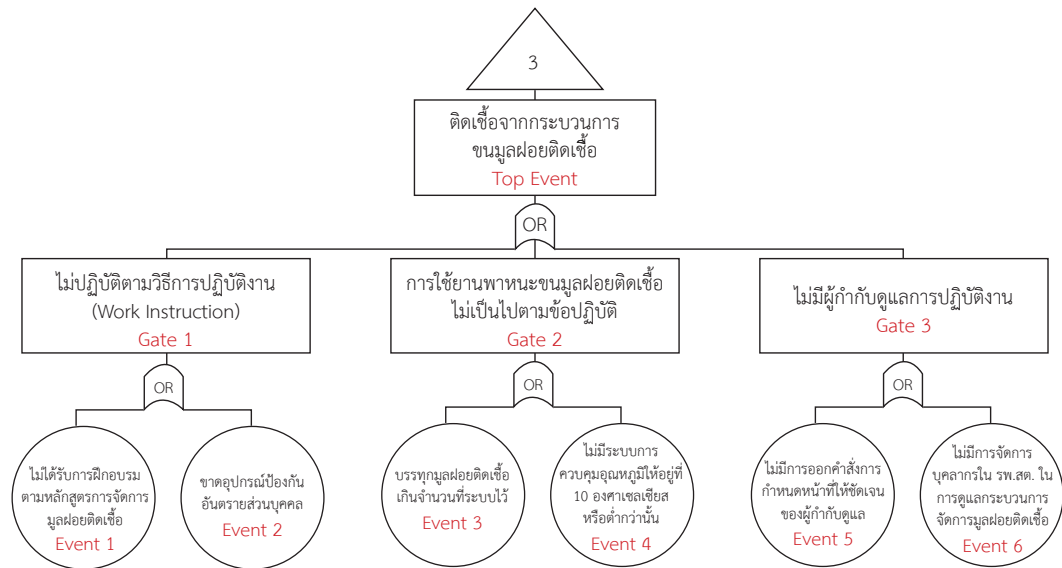 3
ติดเชื้อจากกระบวนการ
ขนมูลฝอยติดเชื้อ
Top Event
OR
ไม่ปฏิบัติตามวิธีการปฏิบัติงาน
(Work Instruction)
Gate 1
การใช้ยานพาหนะขนมูลฝอยติดเชื้อ
ไม่เป็นไปตามข้อปฏิบัติ
Gate 2
ไม่มีผู้กำกับดูแลการปฏิบัติงาน
Gate 3
OR
OR
OR
ไม่ได้รับการฝึกอบรม
ตามหลักสูตรการจัดการ
มูลฝอยติดเชื้อ
Event 1
ขาดอุปกรณ์ป้องกัน
อันตรายส่วนบุคคล
Event 2
บรรทุกมูลฝอยติดเชื้อ
เกินจำนวนที่ระบบไว้
Event 3
ไม่มีระบบการ
ควบคุมอุณหภูมิให้อยู่ที่
10 องศาเซลเซียส
หรือต่ำกว่านั้น
Event 4
ไม่มีการออกคำสั่งการ
กำหนดหน้าที่ให้ชัดเจน
ของผู้กำกับดูแล
Event 5
ไม่มีการจัดการ
บุคลากรใน รพ.สต. ใน
การดูแลกระบวนการ
จัดการมูลฝอยติดเชื้อ
Event 6